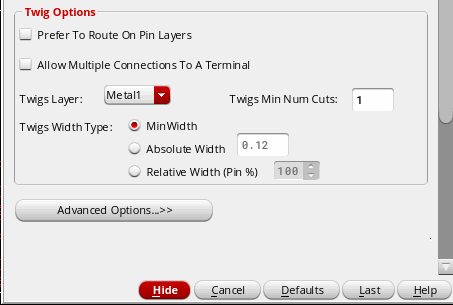 Twig Options
Prefer To Route On Pin Layers
Allow Multiple Connections To A Terminal
Twigs Layer: Metal1 Twigs Min Num Cuts: 1
Twigs Width Type: MinWidth
Absolute Width 0.12
Relative Width (Pin %) 100
Advanced Options...>>
Hide Cancel Defaults Last Help